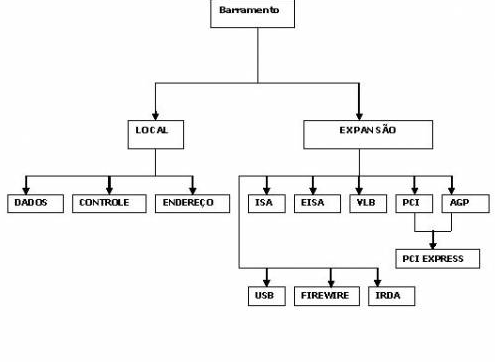 Barramento
LOCAL
EXPANSÃO
DADOS
CONTROLE
ENDEREÇO
ISA
EISA
VLB
PCI
AGP
PCI EXPRESS
USB
FIREWIRE
IRDA